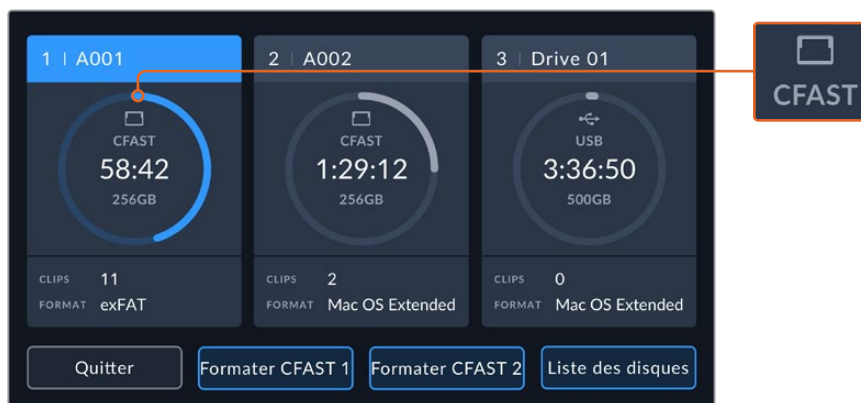 1 | A001
CFAST
58:42
256GB
CLIPS 11
FORMAT exFAT
2 | A002
CFAST
1:29:12
256GB
CLIPS 2
FORMAT Mac OS Extended
3 | Drive 01
USB
3:36:50
500GB
CLIPS 0
FORMAT Mac OS Extended
Quitter
Formater CFAST 1
Formater CFAST 2
Liste des disques
CFAST